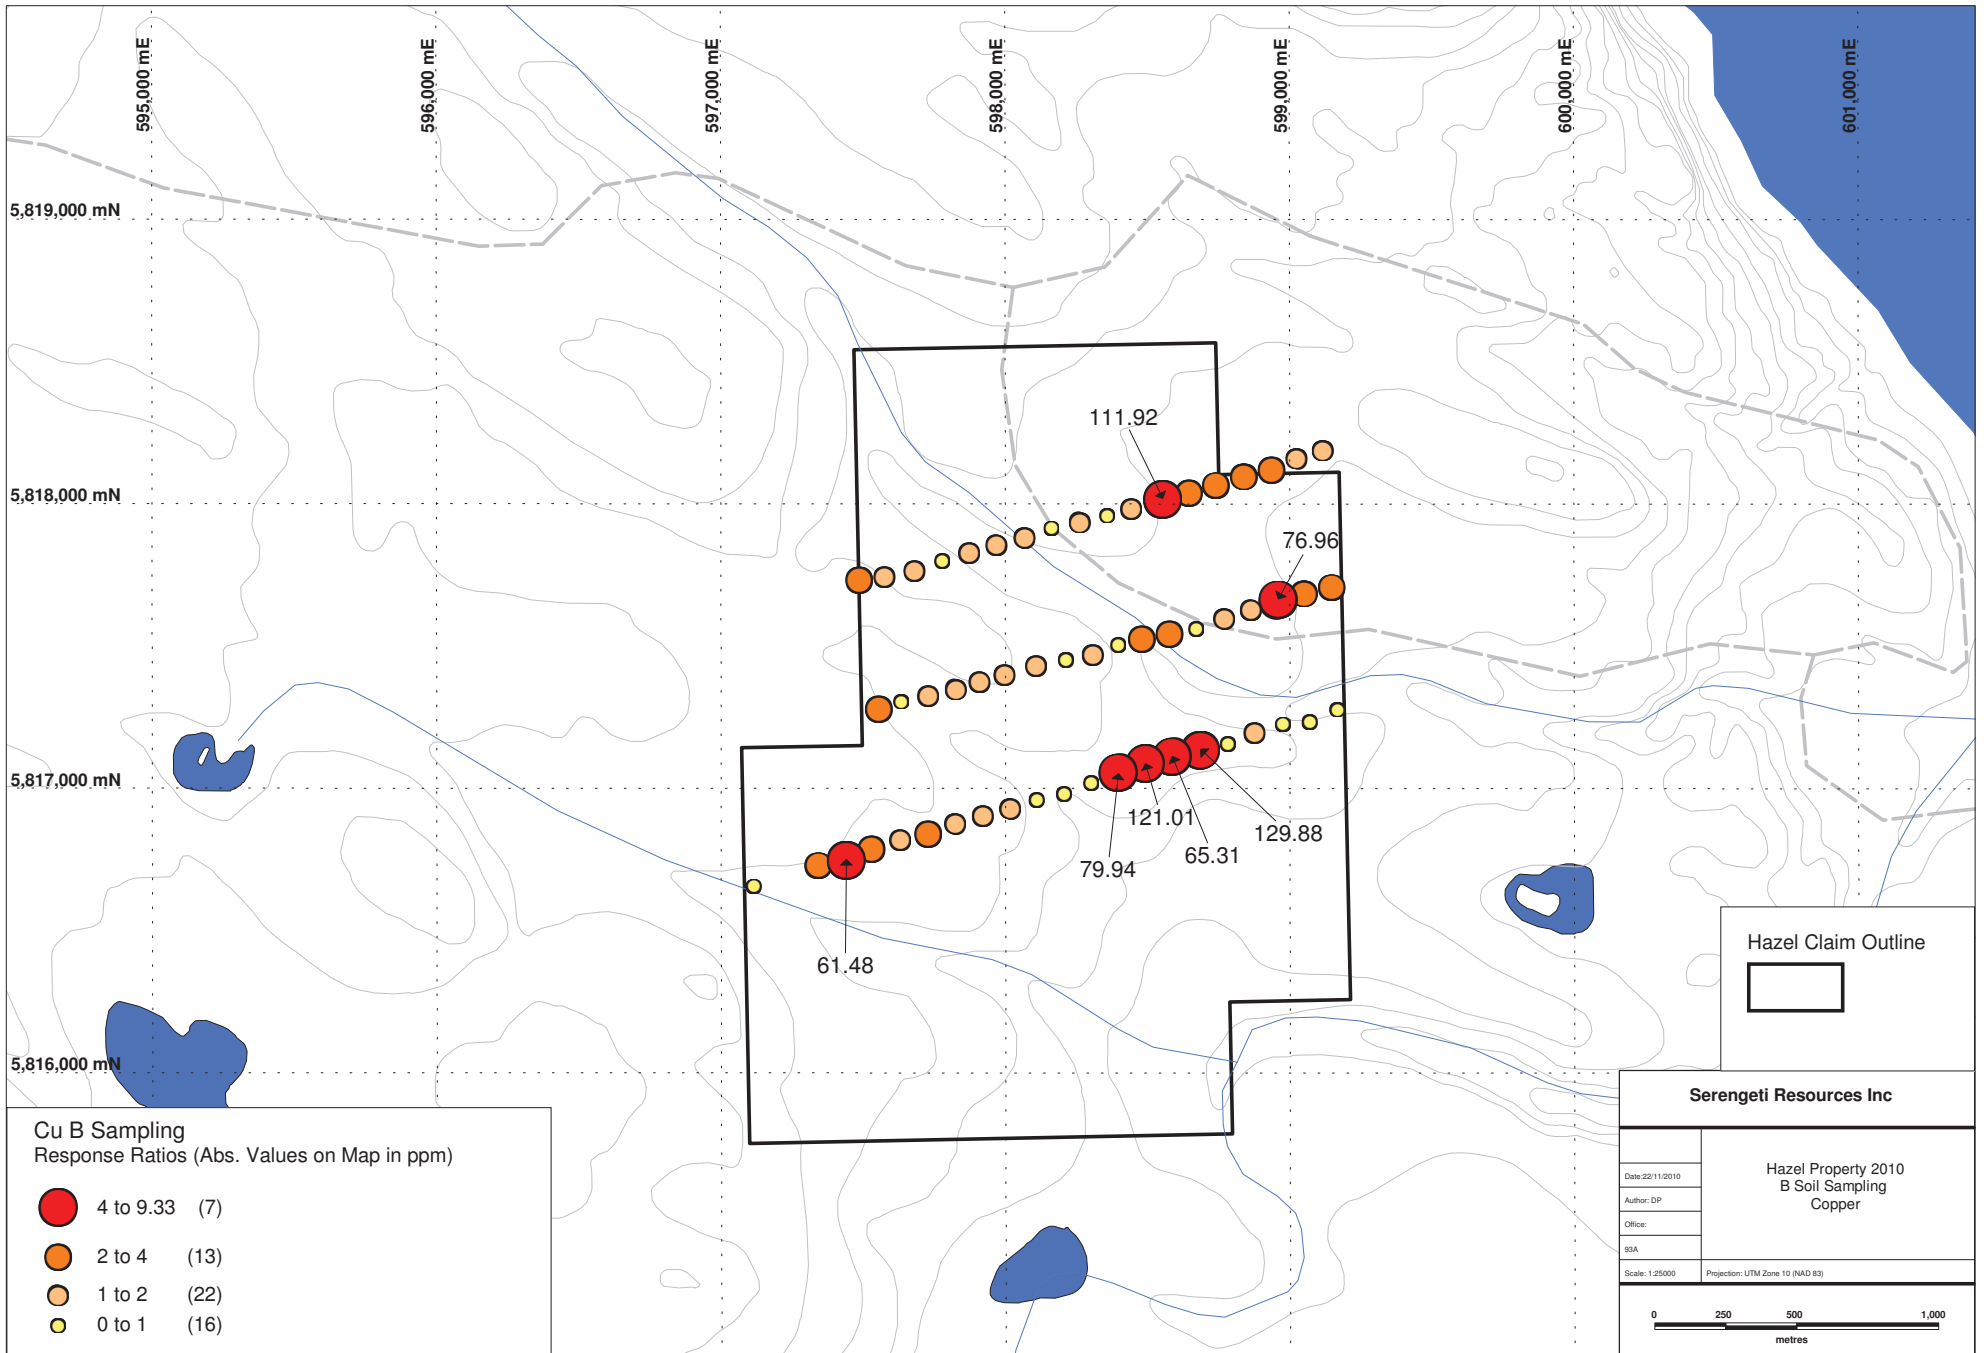 595,000 mE
596,000 mE
597,000 mE
598,000 mE
599,000 mE
600,000 mE
601,000 mE
5,819,000 mN
5,818,000 mN
5,817,000 mN
5,816,000 mN
111.92
76.96
121.01
129.88
65.31
79.94
61.48
Hazel Claim Outline
Cu B Sampling
Response Ratios (Abs. Values on Map in ppm)
4 to 9.33 (7)
2 to 4 (13)
1 to 2 (22)
0 to 1 (16)
Serengeti Resources Inc
Date:22/11/2010
Author: DP
Office:
93A
Scale: 1:25000
Hazel Property 2010
B Soil Sampling
Copper
Projection: UTM Zone 10 (NAD 83)
0 250 500 1,000
metres